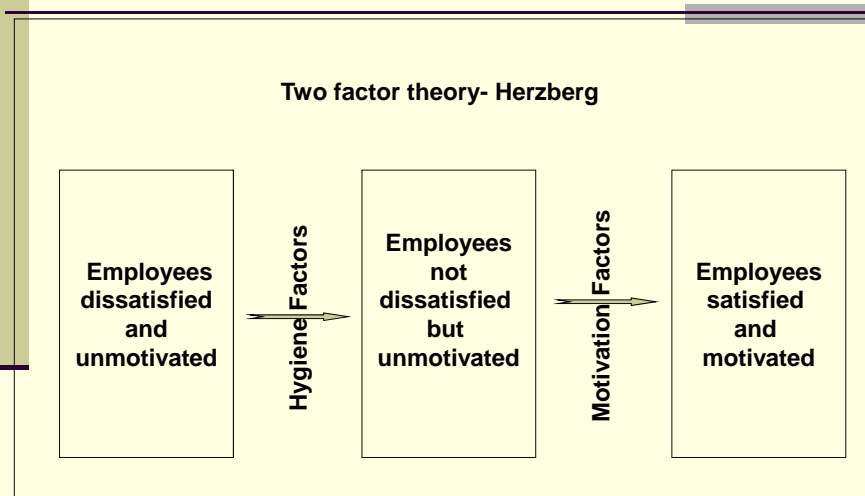 Two factor theory- Herzberg
Employees
dissatisfied
and
unmotivated
Hygiene Factors
Employees
not
dissatisfied
but
unmotivated
Motivation Factors
Employees
satisfied
and
motivated